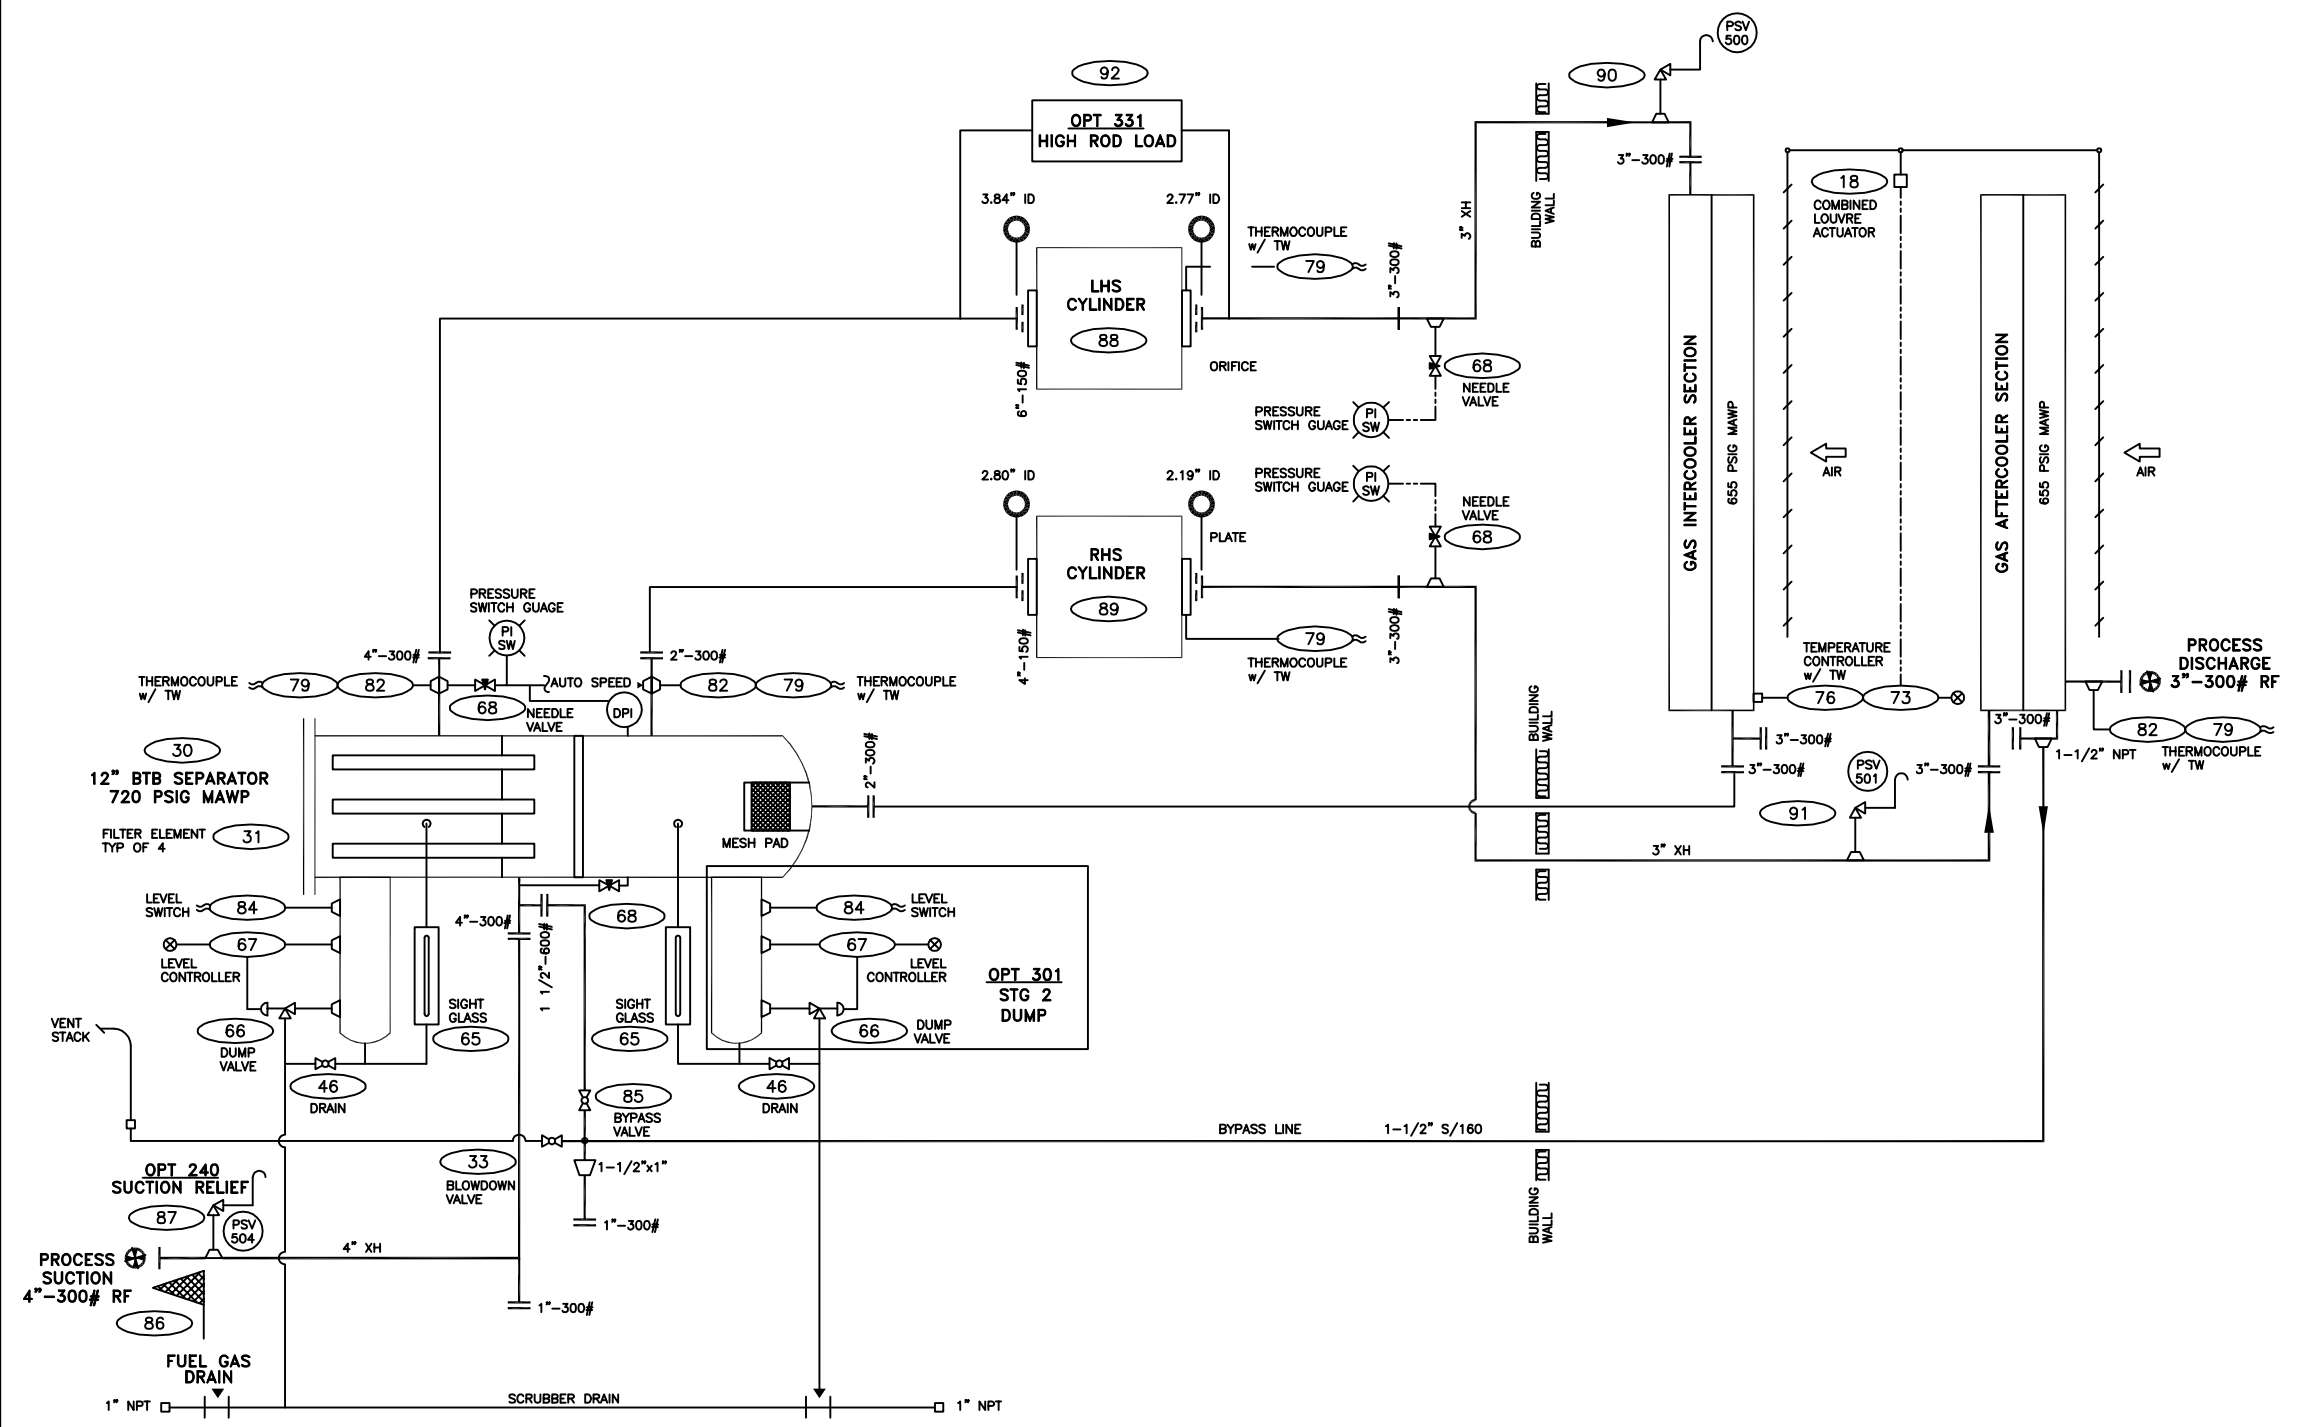 PSV
500
90
92
OPT 331
HIGH ROD LOAD
3"-300#
3.84" ID
2.77" ID
18
COMBINED
LOUVRE
ACTUATOR
BUILDING
WALL
3" XH
THERMOCOUPLE
w/ TW
79
3"-300#
LHS
CYLINDER
88
6"-150#
ORIFICE
68
NEEDLE
VALVE
PRESSURE
SWITCH GUAGE
PI
SW
GAS INTERCOOLER SECTION
655 PSIG MAWP
AIR
GAS AFTERCOOLER SECTION
655 PSIG MAWP
AIR
2.80" ID
2.19" ID
PRESSURE
SWITCH GUAGE
PI
SW
NEEDLE
VALVE
68
PLATE
RHS
CYLINDER
89
4"-150#
79
THERMOCOUPLE
w/ TW
3"-300#
PRESSURE
SWITCH GUAGE
PI
SW
4"-300#
2"-300#
THERMOCOUPLE
w/ TW
79
82
68
NEEDLE
VALVE
AUTO SPEED
DPI
82
79
THERMOCOUPLE
w/ TW
TEMPERATURE
CONTROLLER
w/ TW
76
73
PROCESS
DISCHARGE
3"-300# RF
3"-300#
82
79
THERMOCOUPLE
w/ TW
1-1/2" NPT
3"-300#
3"-300#
PSV
501
3"-300#
91
30
12" BTB SEPARATOR
720 PSIG MAWP
FILTER ELEMENT
TYP OF 4
31
MESH PAD
2"-300#
BUILDING
WALL
3" XH
LEVEL
SWITCH
84
67
LEVEL
CONTROLLER
4"-300#
1 1/2"-600#
68
84
LEVEL
SWITCH
67
LEVEL
CONTROLLER
OPT 301
STG 2
DUMP
VENT
STACK
66
DUMP
VALVE
SIGHT
GLASS
65
SIGHT
GLASS
65
66
DUMP
VALVE
46
DRAIN
85
BYPASS
VALVE
46
DRAIN
BYPASS LINE
1-1/2" S/160
33
BLOWDOWN
VALVE
1-1/2"x1"
1"-300#
BUILDING
WALL
OPT 240
SUCTION RELIEF
87
PSV
504
4" XH
PROCESS
SUCTION
4"-300# RF
86
1"-300#
FUEL GAS
DRAIN
1" NPT
SCRUBBER DRAIN
1" NPT